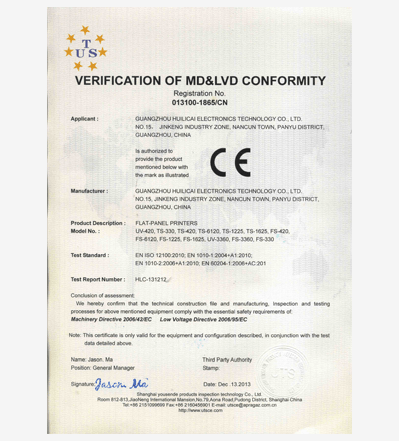 T
U S
VERIFICATION OF MD&LVD CONFORMITY
Registration No.
013100-1865/CN
Applicant : GUANGZHOU HUILICAI ELECTRONICS TECHNOLOGY CO., LTD.
NO.15, JINKENG INDUSTRY ZONE, NANCUN TOWN, PANYU DISTRICT,
GUANGZHOU, CHINA
Is authorized to
provide the product
mentioned below with
the mark as illustrated
CE
Manufacturer : GUANGZHOU HUILICAI ELECTRONICS TECHNOLOGY CO., LTD.
NO.15, JINKENG INDUSTRY ZONE, NANCUN TOWN, PANYU DISTRICT,
GUANGZHOU, CHINA
Product Description : FLAT-PANEL PRINTERS
Model No. : UV-420, TS-330, TS-420, TS-6120, TS-1225, TS-1625, FS-420,
FS-6120, FS-1225, FS-1625, UV-3360, FS-3360, FS-330
Test Standard : EN ISO 12100:2010; EN 1010-1:2004+A1:2010;
EN 1010-2:2006+A1:2010; EN 60204-1:2006+AC:201
Test Report Number : HLC-131212
Conclusion of assessment:
We hereby confirm that the technical construction file and manufacturing, inspection and testing
processes for above mentioned equipment comply with the essential safety requirements of:
Machinery Directive 2006/42/EC Low Voltage Directive 2006/95/EC
Note: This certificate is only valid for the equipment and configuration described, in conjunction with the test
data detailed above.
Name: Jason. Ma Third Party Authority
Position: General Manager Stamp:
Signature: Jason Ma Date: Dec. 13.2013
Shanghai yousende products inspection technology Co., Ltd.
Room 812-813,JiaoNeng International Mansion,No.79,Aona Road,Pudong District, Shanghai China
Tel:+86 2151099699 Fax:+86 2160456901 E-mail: utsce@epragaz.com.cn
http://www.utsce.com